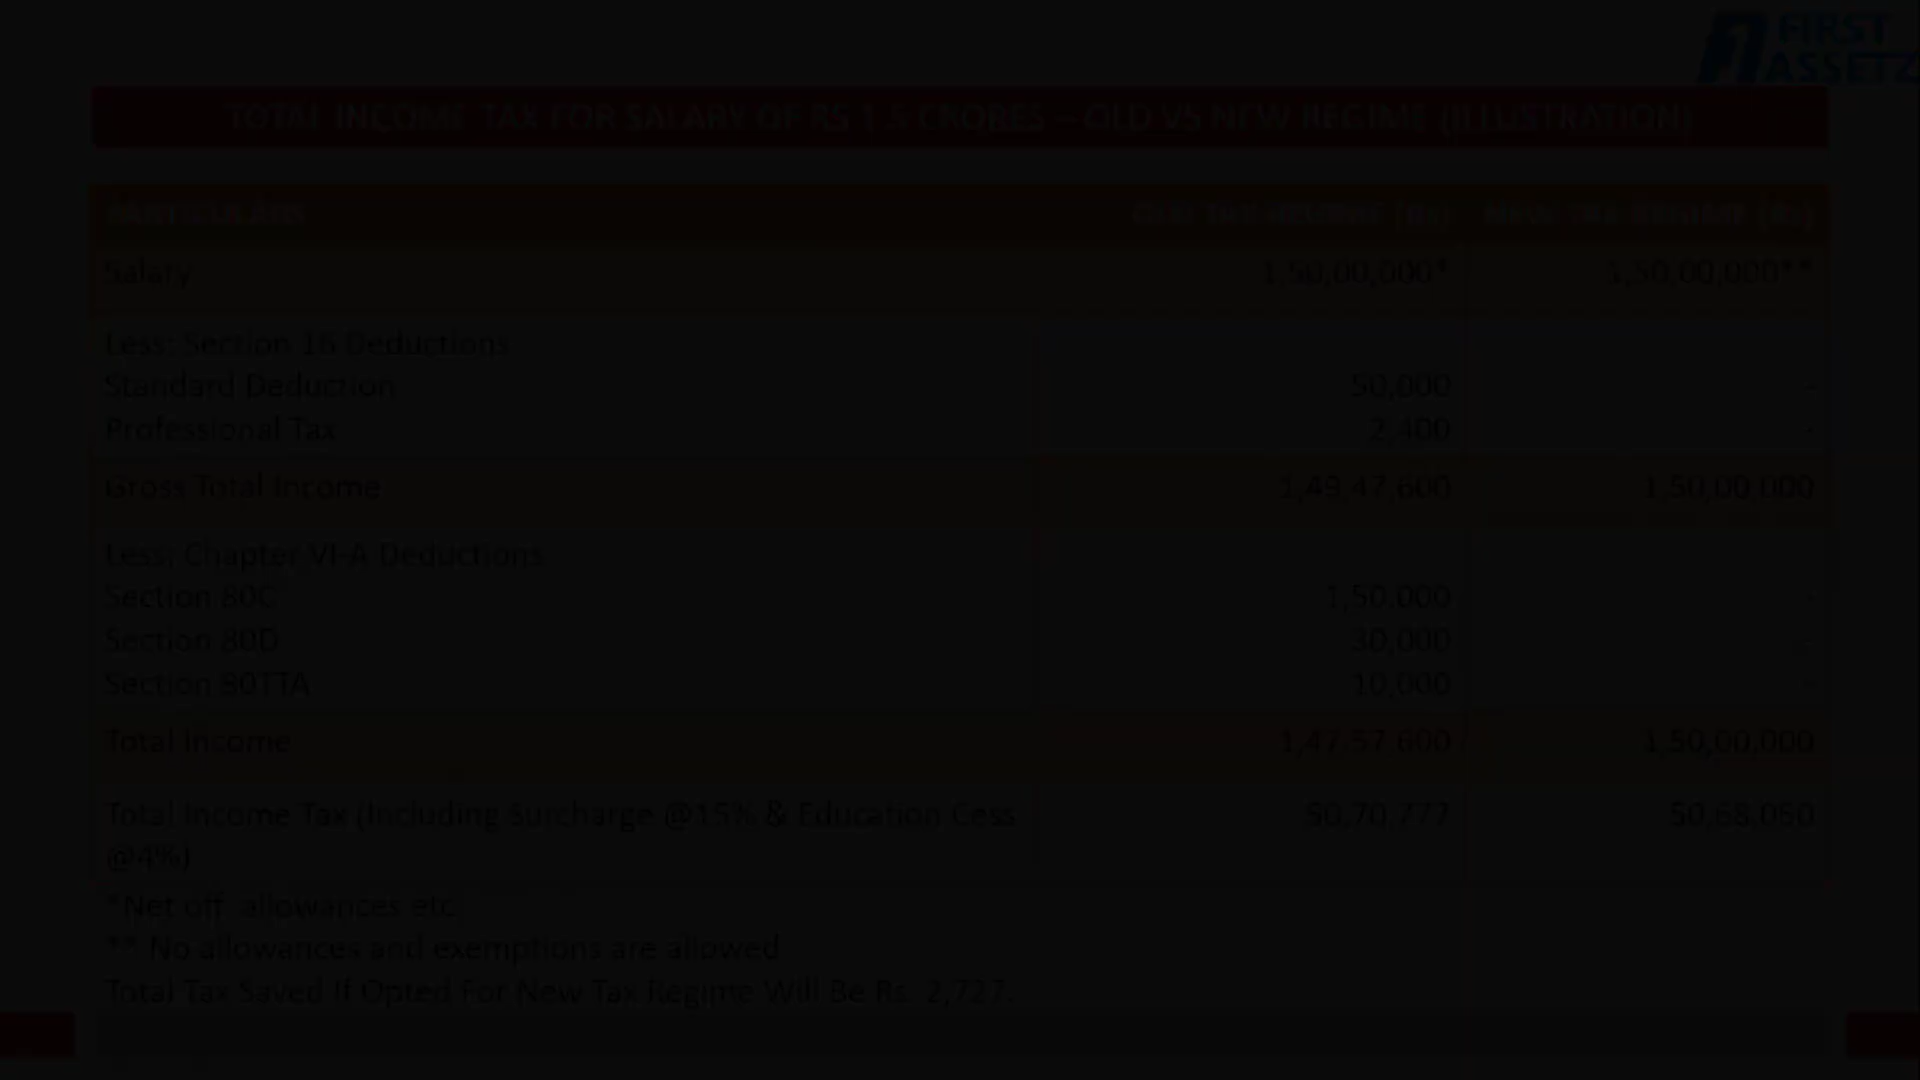 FIRST
ASSETZ
TOTAL INCOME TAX FOR SALARY OF RS 1.5 CRORES – OLD VS NEW REGIME (ILLUSTRATION)
PARTICULARS OLD TAX REGIME (RS) NEW TAX REGIME (RS)
Salary 1,50,00,000* 1,50,00,000**
Less: Section 16 Deductions
Standard Deduction 50,000 -
Professional Tax 2,400 -
Gross Total Income 1,49,47,600 1,50,00,000
Less: Chapter VI-A Deductions
Section 80C 1,50,000 -
Section 80D 30,000 -
Section 80TTA 10,000 -
Total Income 1,47,57,600 1,50,00,000
Total Income Tax (Including Surcharge @15% & Education Cess 50,70,777 50,68,050
@4%)
*Net off allowances etc
** No allowances and exemptions are allowed
Total Tax Saved If Opted For New Tax Regime Will Be Rs. 2,727.